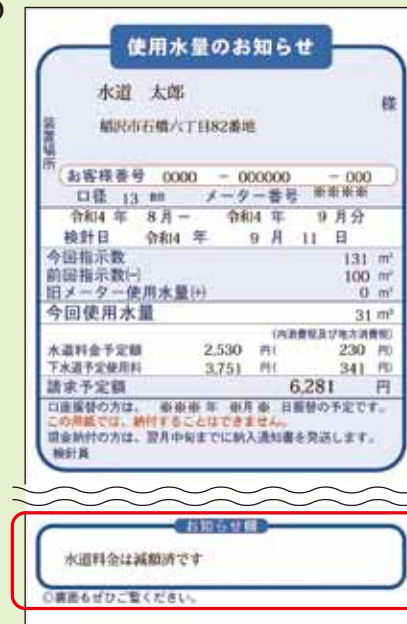 使用水量のお知らせ
水道 太郎
様
稲沢市石橋六丁目82番地
装置場所
お客様番号 0000 - 000000 - 000
口径 13 mm メーター番号 ※※※※
令和4 年 8月 - 令和4 年 9 月分
検針日 令和4 年 9 月 11 日
今回指示数 131 m³
前回指示数(-) 100 m³
旧メーター使用水量(+) 0 m³
今回使用水量 31 m³
(内消費税及び地方消費税)
水道料金予定額 2,530 円( 230 円)
下水道予定使用料 3,751 円( 341 円)
請求予定額 6,281 円
口座振替の方は、 ※※※ 年 ※月 ※ 日振替の予定です。
この用紙では、納付することはできません。
現金納付の方は、翌月中旬までに納入通知書を発送します。
検針員
お知らせ欄
水道料金は減額済です
◎裏面もぜひご覧ください。